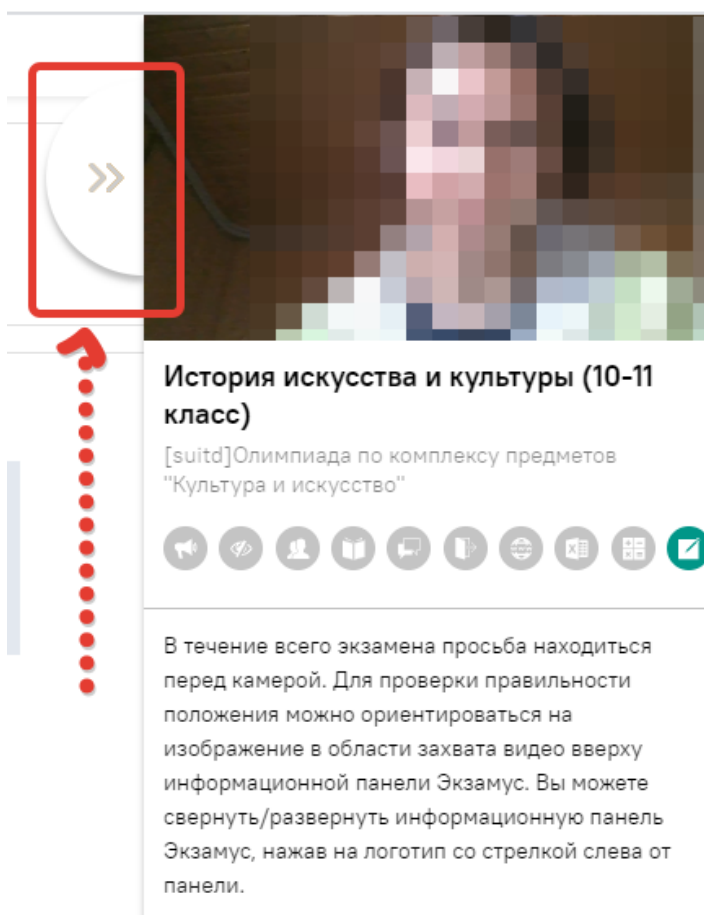 История искусства и культуры (10-11
класс)
[suitd]Олимпиада по комплексу предметов
"Культура и искусство"
В течение всего экзамена просьба находиться
перед камерой. Для проверки правильности
положения можно ориентироваться на
изображение в области захвата видео вверху
информационной панели Экзамус. Вы можете
свернуть/развернуть информационную панель
Экзамус, нажав на логотип со стрелкой слева от
панели.